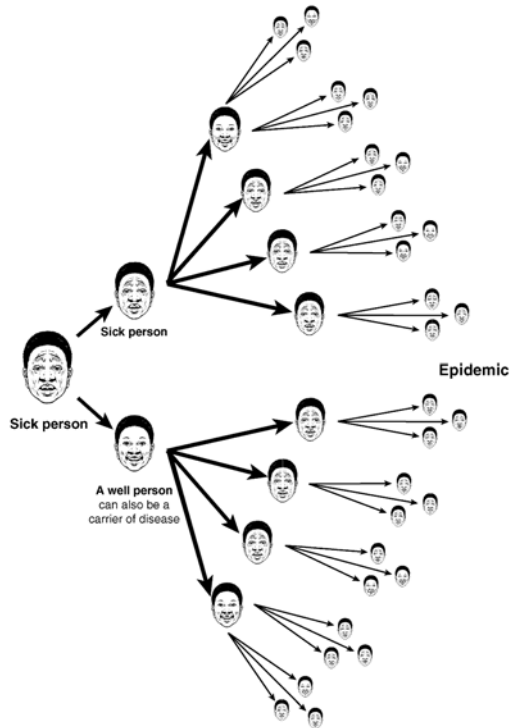 Sick person
Epidemic
Sick person
A well person
can also be a
carrier of disease